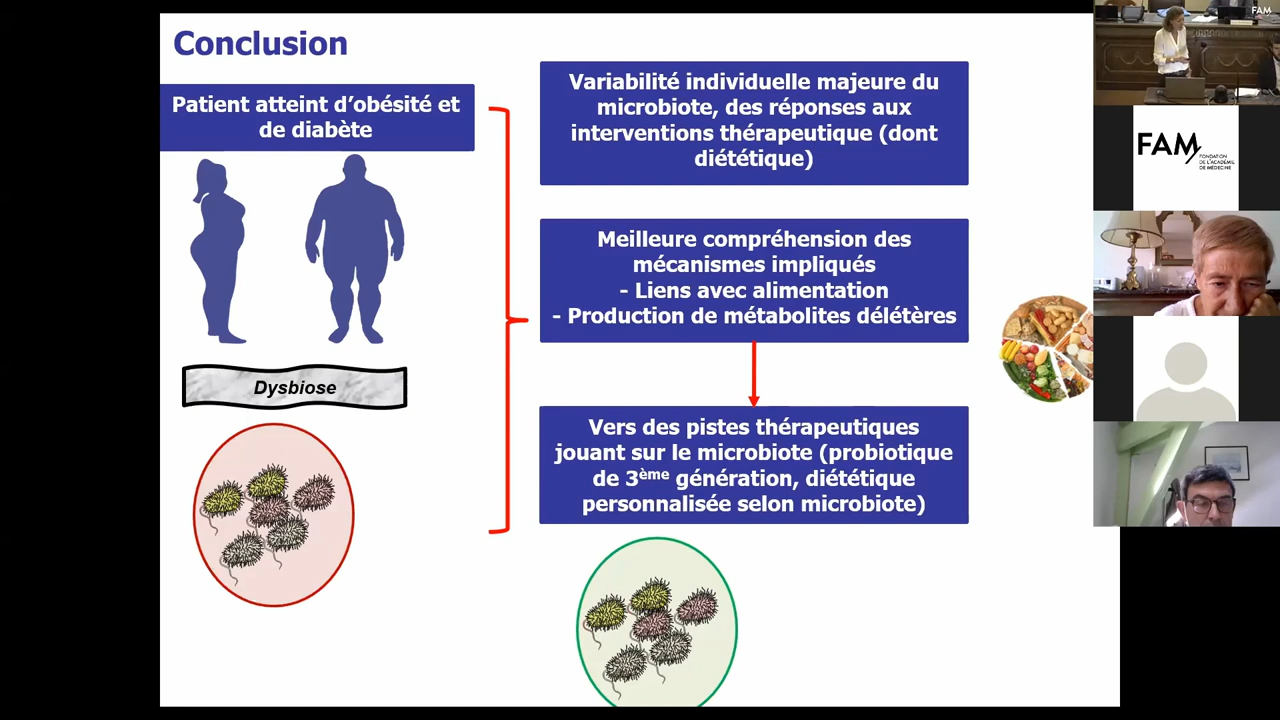 Conclusion
Patient atteint d'obésité et
de diabète
Dysbiose
Variabilité individuelle majeure du
microbiote, des réponses aux
interventions thérapeutique (dont
diététique)
Meilleure compréhension des
mécanismes impliqués
- Liens avec alimentation
- Production de métabolites délétères
Vers des pistes thérapeutiques
jouant sur le microbiote (probiotique
de 3ème génération, diététique
personnalisée selon microbiote)
FAM
FAM
FONDATION
DE L'ACADÉMIE
DE MÉDECINE